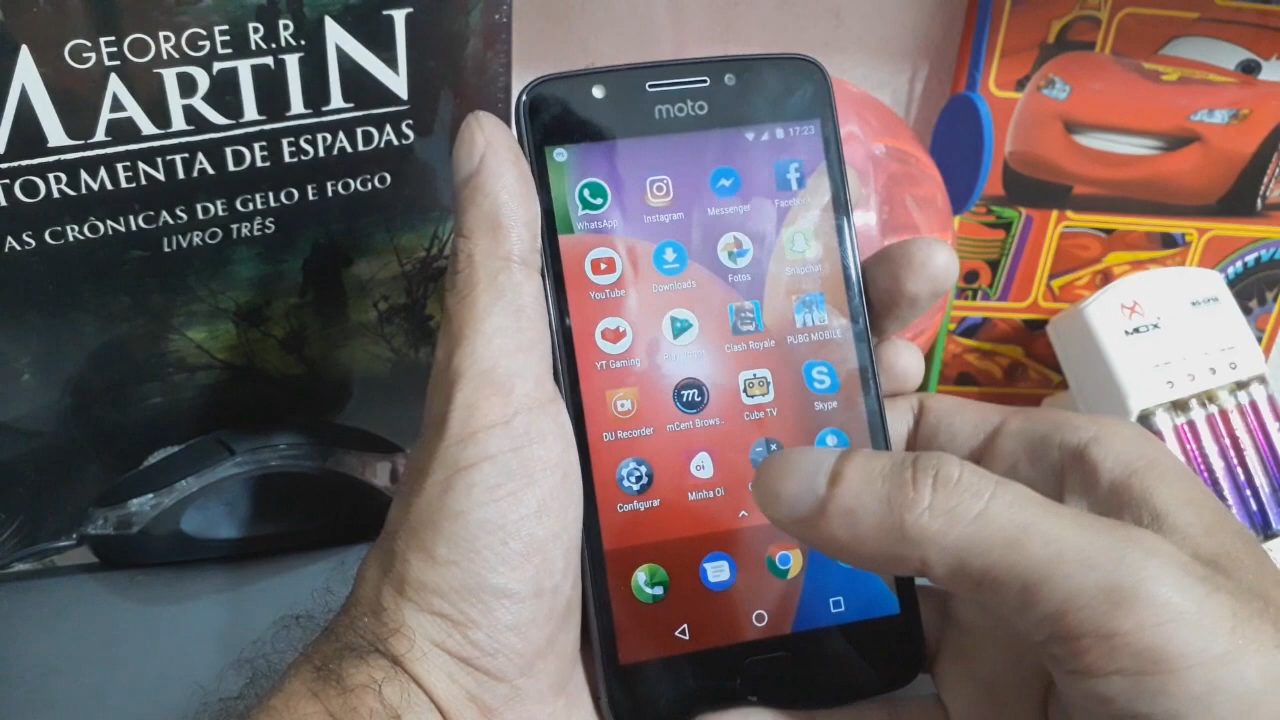 GEORGE R.R.
MARTIN
TORMENTA DE ESPADAS
AS CRÔNICAS DE GELO E FOGO
LIVRO TRÊS
moto
17:23
WhatsApp
Instagram
Messenger
Facebook
YouTube
Downloads
Fotos
Snapchat
YT Gaming
Clash Royale
PUBG MOBILE
DU Recorder
mCent Brows..
Cube TV
Skype
Configurar
Minha Oi
oi
MOX